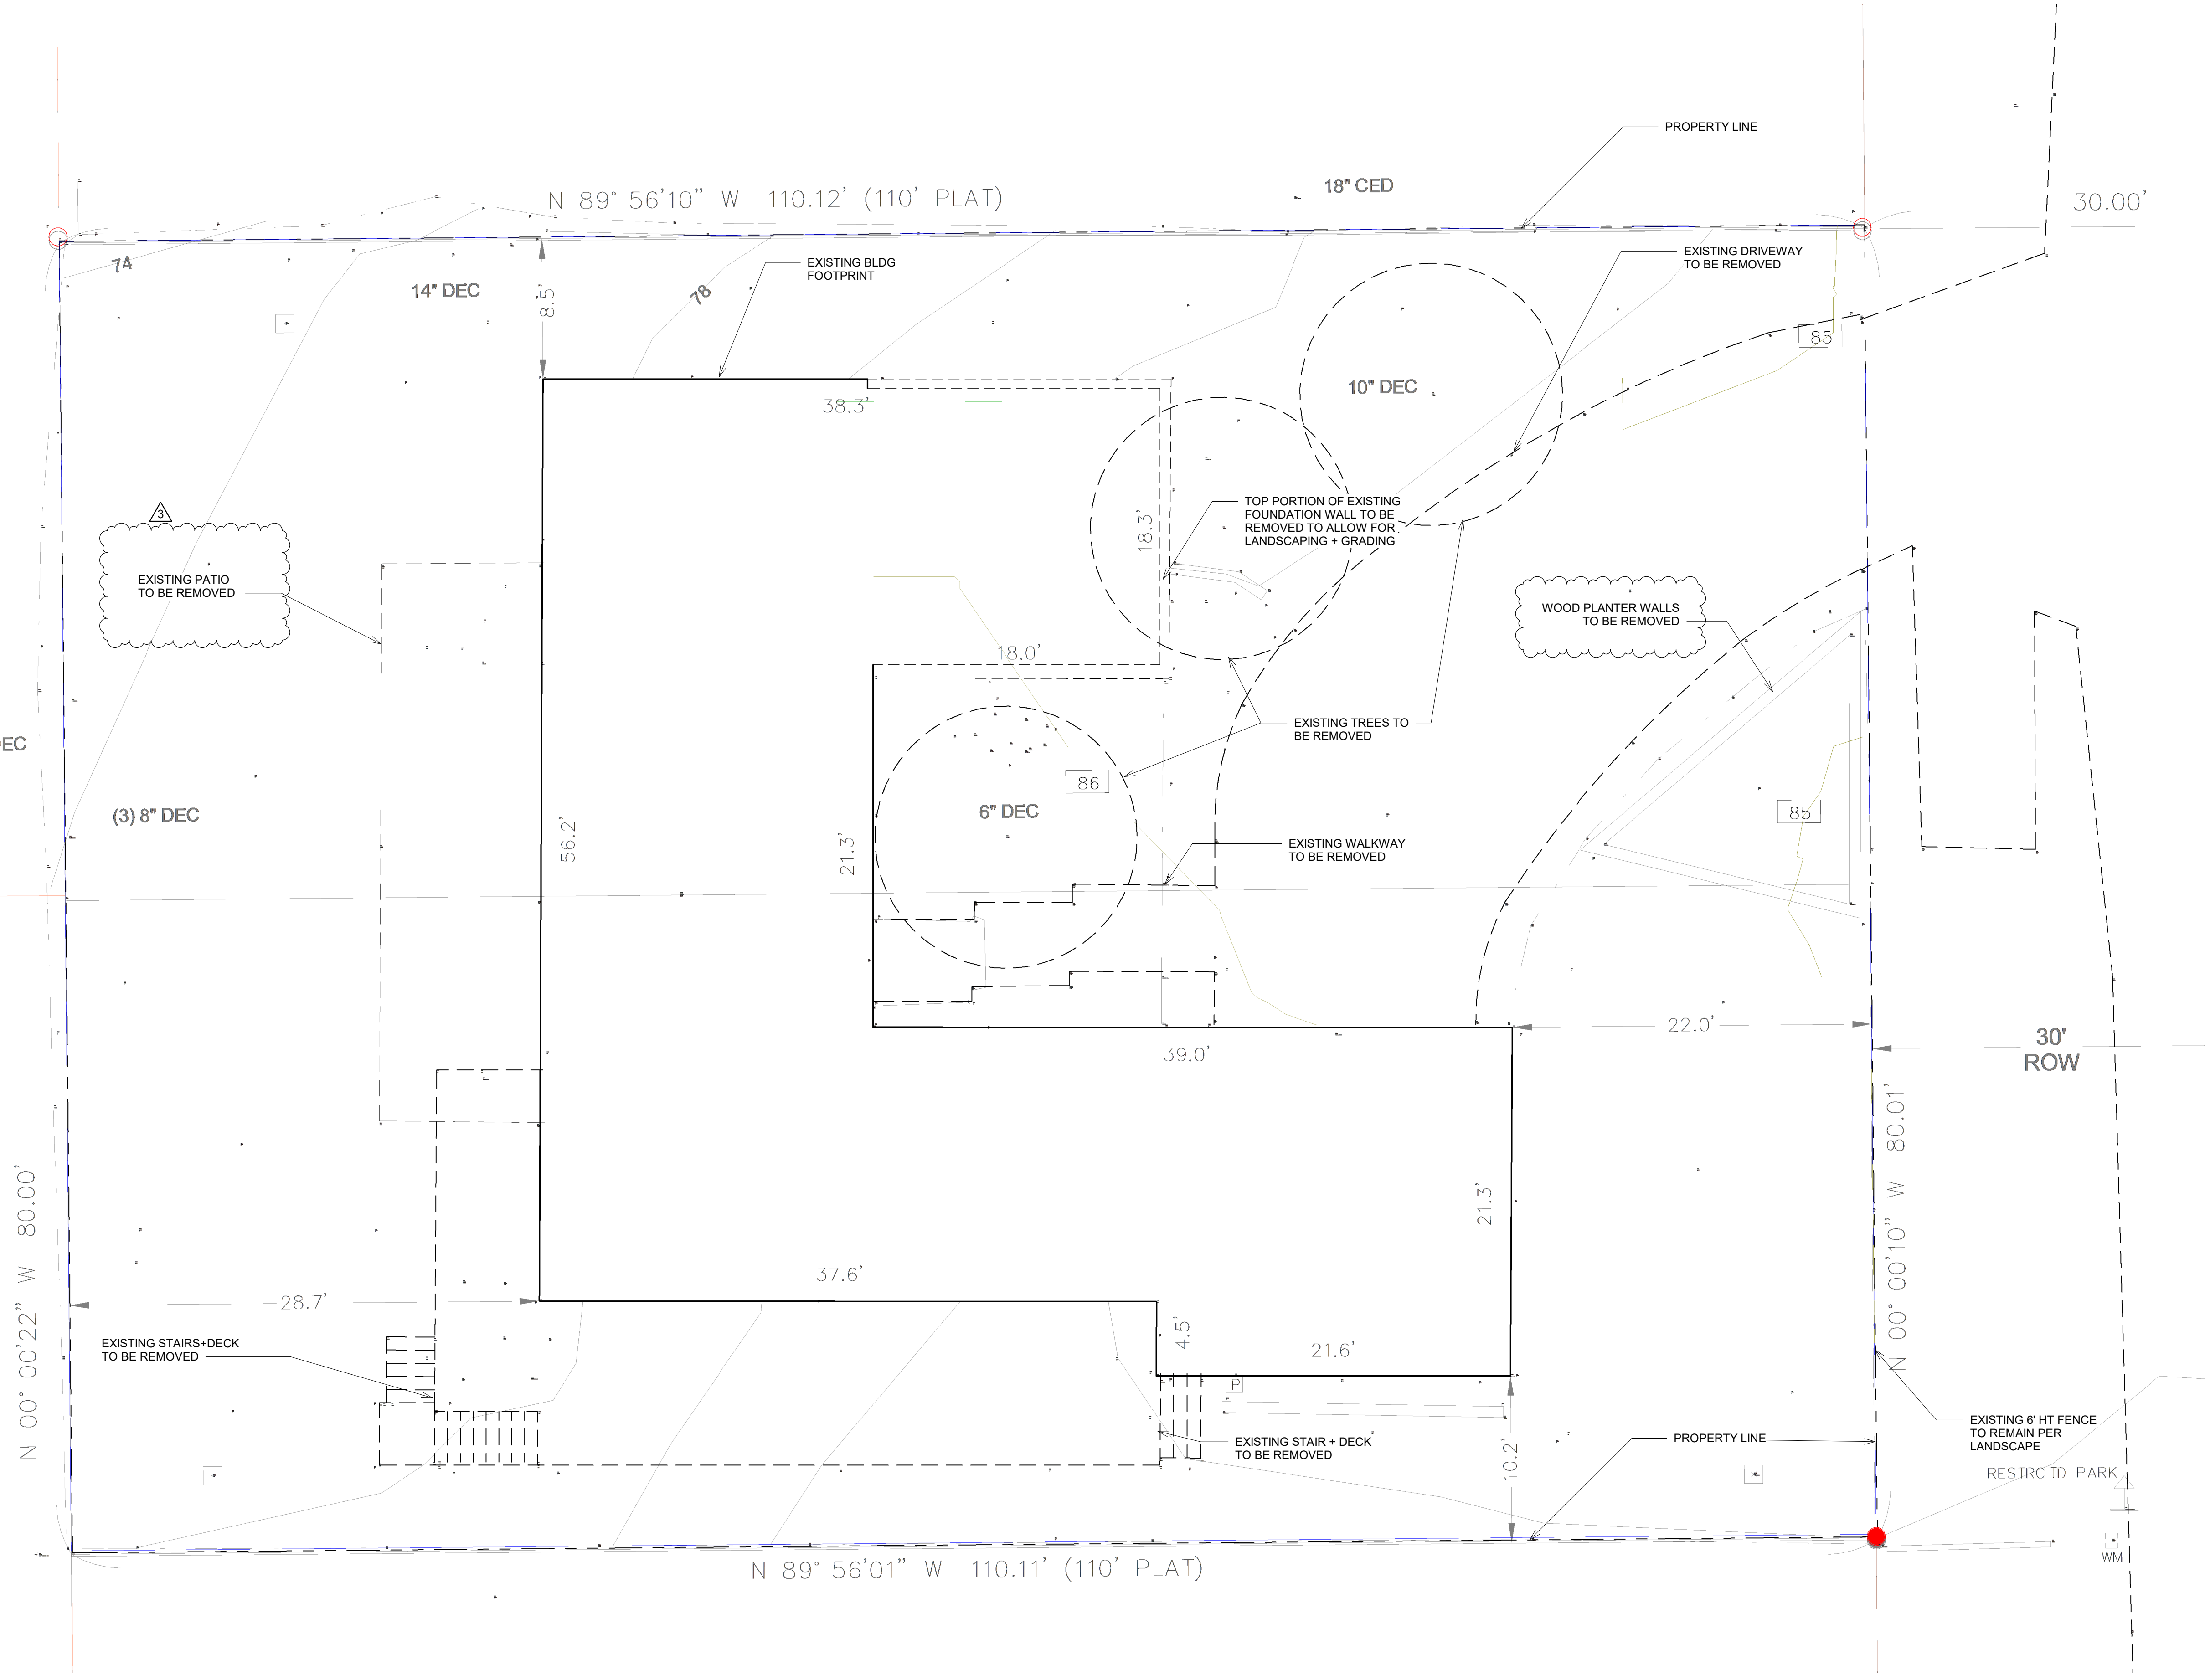 PROPERTY LINE
18" CED
N 89° 56'10" W 110.12' (110' PLAT)
30.00'
EXISTING DRIVEWAY
TO BE REMOVED
EXISTING BLDG
FOOTPRINT
74
14" DEC
78
8.5'
85
10" DEC
38.3'
TOP PORTION OF EXISTING
FOUNDATION WALL TO BE
REMOVED TO ALLOW FOR
LANDSCAPING + GRADING
18.3'
3
EXISTING PATIO
TO BE REMOVED
WOOD PLANTER WALLS
TO BE REMOVED
18.0'
EXISTING TREES TO
BE REMOVED
EC
86
6" DEC
(3) 8" DEC
85
56.2'
21.3'
EXISTING WALKWAY
TO BE REMOVED
22.0'
39.0'
30'
ROW
N 00° 00'10" W 80.01'
21.3'
N 00° 00'22" W 80.00'
37.6'
28.7'
4.5'
21.6'
EXISTING STAIRS+DECK
TO BE REMOVED
P
EXISTING STAIR + DECK
TO BE REMOVED
10.2'
PROPERTY LINE
EXISTING 6' HT FENCE
TO REMAIN PER
LANDSCAPE
RESTRCTD PARK
WM
N 89° 56'01" W 110.11' (110' PLAT)